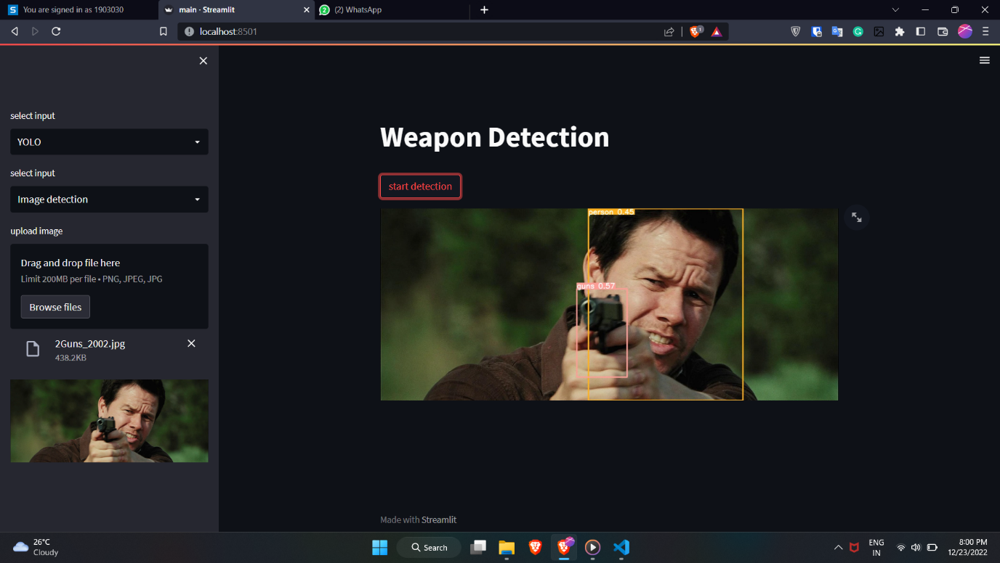 You are signed in as 1903030
main · Streamlit
(2) WhatsApp
localhost:8501
select input
YOLO
select input
Image detection
upload image
Drag and drop file here
Limit 200MB per file • PNG, JPEG, JPG
Browse files
2Guns_2002.jpg
438.2KB
Weapon Detection
start detection
person 0.45
guns 0.57
Made with Streamlit
26°C
Cloudy
Search
ENG
IN
8:00 PM
12/23/2022